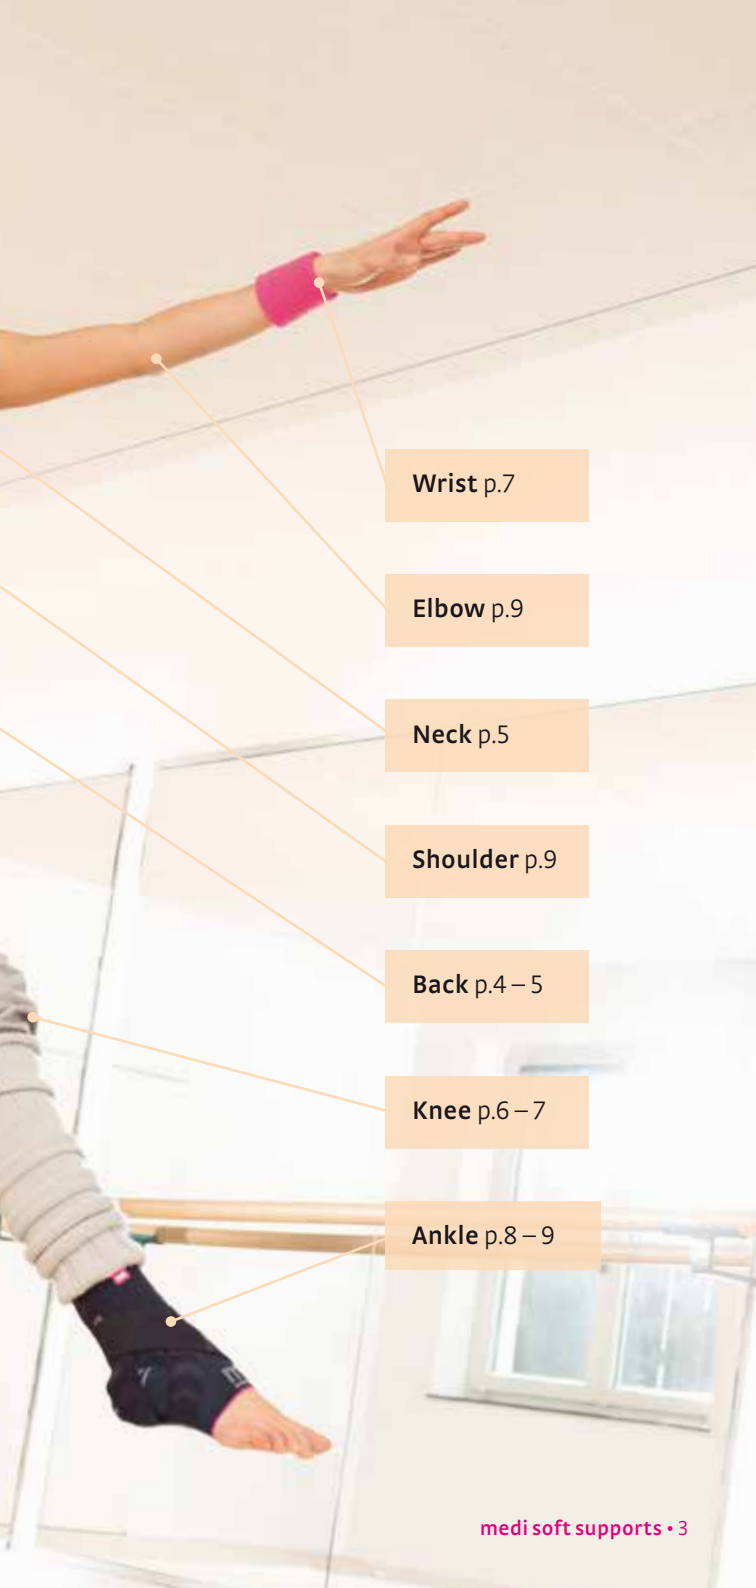 Wrist p.7
Elbow p.9
Neck p.5
Shoulder p.9
Back p.4 – 5
Knee p.6 – 7
Ankle p.8 – 9
medi soft supports • 3